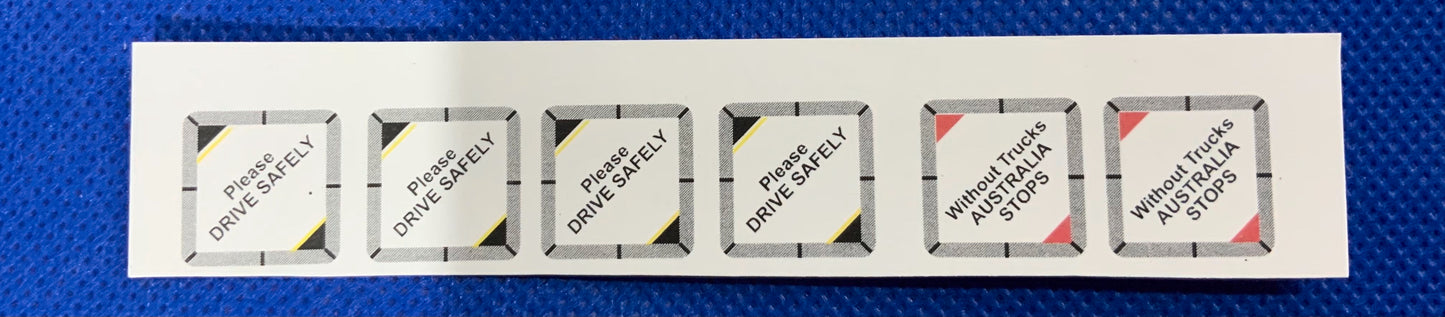 Please
DRIVE SAFELY
Please
DRIVE SAFELY
Please
DRIVE SAFELY
Please
DRIVE SAFELY
Without Trucks
AUSTRALIA
STOPS
Without Trucks
AUSTRALIA
STOPS